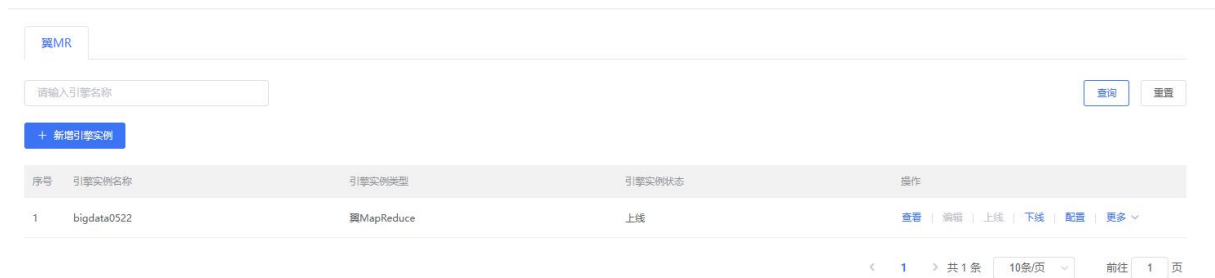 翼MR
请输入引擎名称
查询 重置
+ 新增引擎实例
序号 引擎实例名称 引擎实例类型 引擎实例状态 操作
1 bigdata0522 翼MapReduce 上线 查看 | 编辑 | 上线 | 下线 | 配置 | 更多
< 1 > 共 1 条 10条/页 前往 1 页